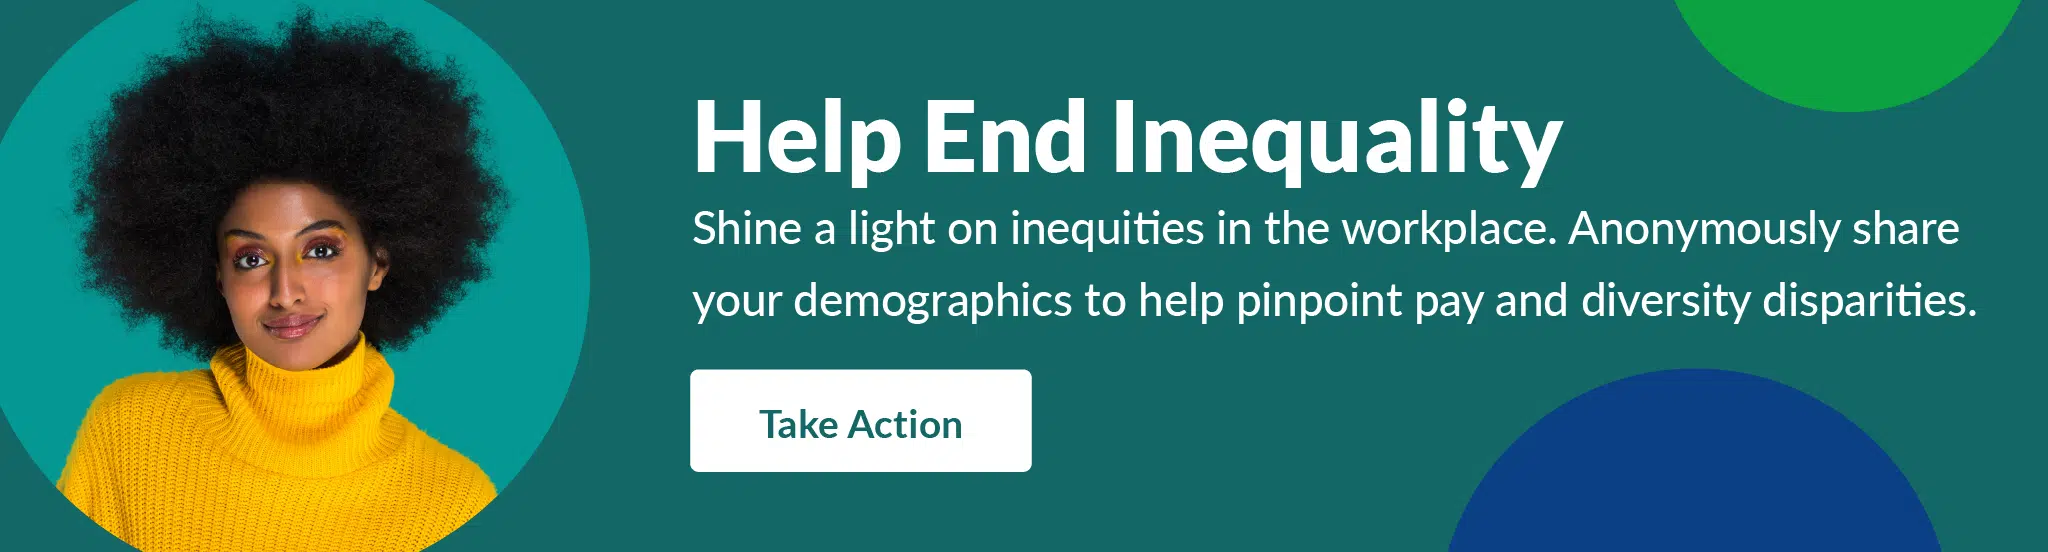 Help End Inequality
Shine a light on inequities in the workplace. Anonymously share
your demographics to help pinpoint pay and diversity disparities.
Take Action